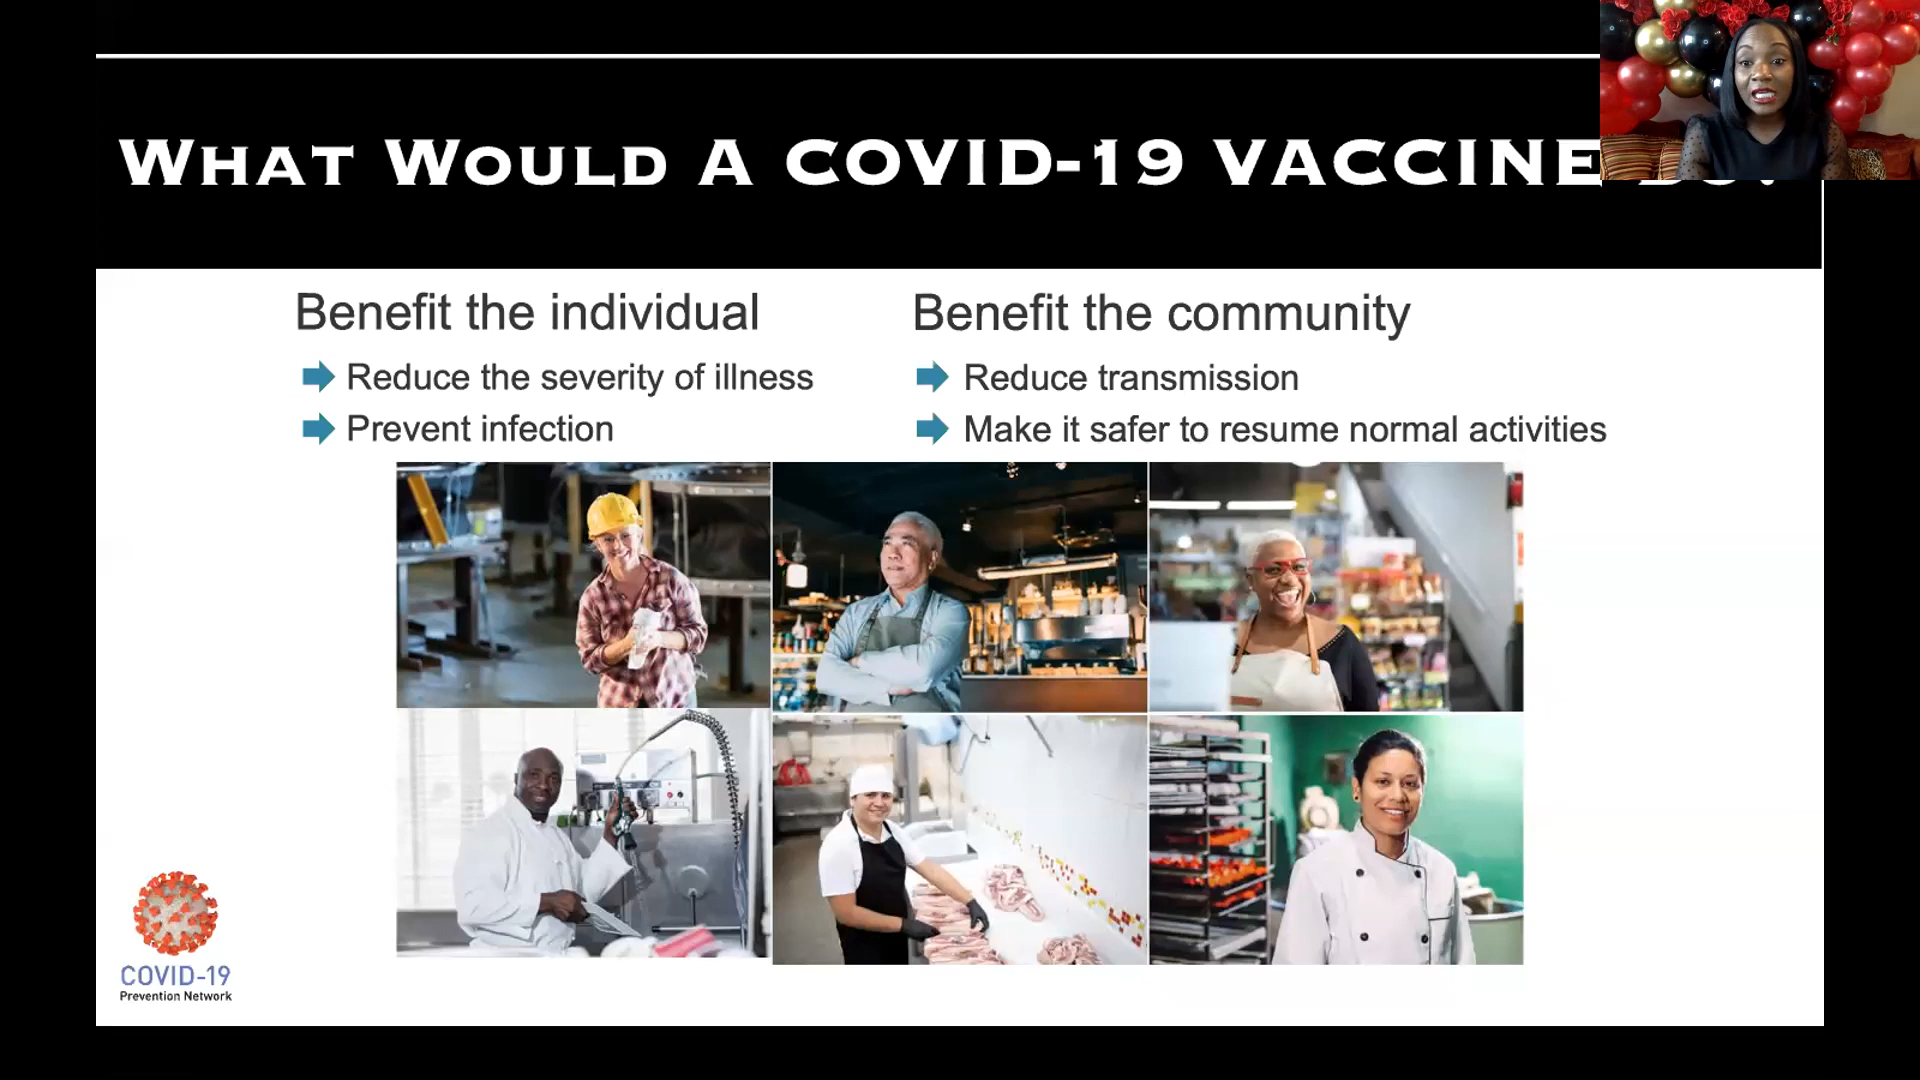 WHAT WOULD A COVID-19 VACCINE
Benefit the individual
Reduce the severity of illness
Prevent infection
Benefit the community
Reduce transmission
Make it safer to resume normal activities
COVID-19
Prevention Network